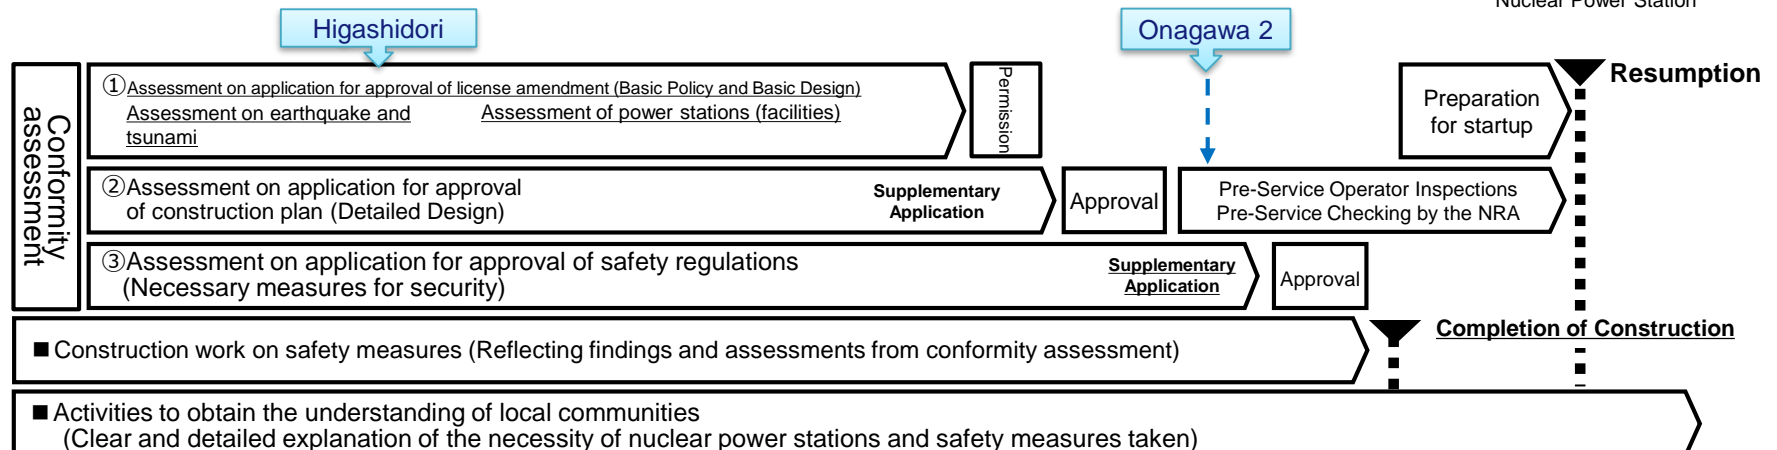 Nuclear Power Station
Higashidori
Onagawa 2
Conformity
assessment
①Assessment on application for approval of license amendment (Basic Policy and Basic Design)
Assessment on earthquake and
tsunami
Assessment of power stations (facilities)
Permission
Preparation
for startup
Resumption
②Assessment on application for approval
of construction plan (Detailed Design)
Supplementary
Application
Approval
Pre-Service Operator Inspections
Pre-Service Checking by the NRA
③Assessment on application for approval of safety regulations
(Necessary measures for security)
Supplementary
Application
Approval
■ Construction work on safety measures (Reflecting findings and assessments from conformity assessment)
Completion of Construction
■ Activities to obtain the understanding of local communities
(Clear and detailed explanation of the necessity of nuclear power stations and safety measures taken)